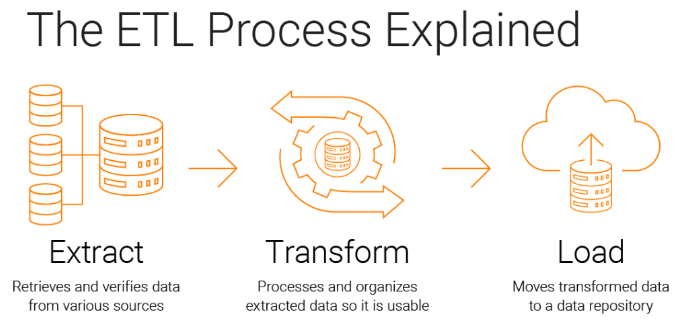 The ETL Process Explained
Extract
Retrieves and verifies data
from various sources
Transform
Processes and organizes
extracted data so it is usable
Load
Moves transformed data
to a data repository